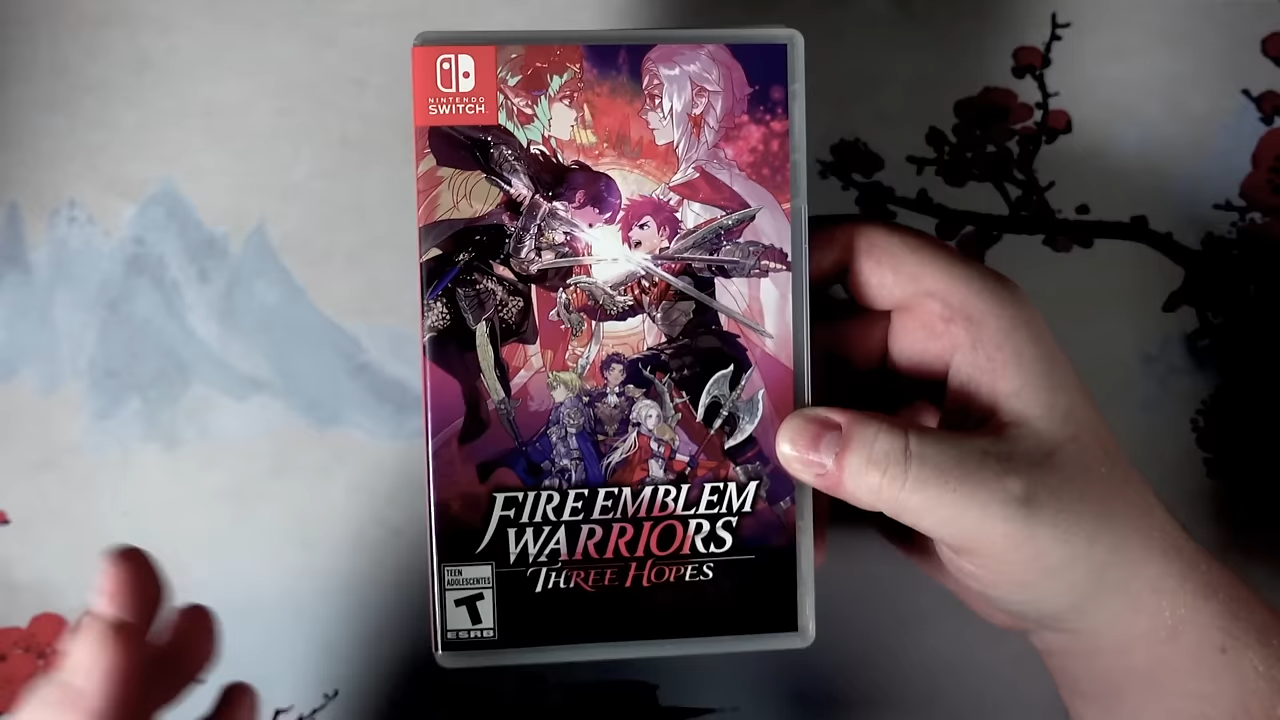 NINTENDO
SWITCH
FIRE EMBLEM
WARRIORS
THREE HOPES
TEEN
ADOLESCENTES
T
ESRB